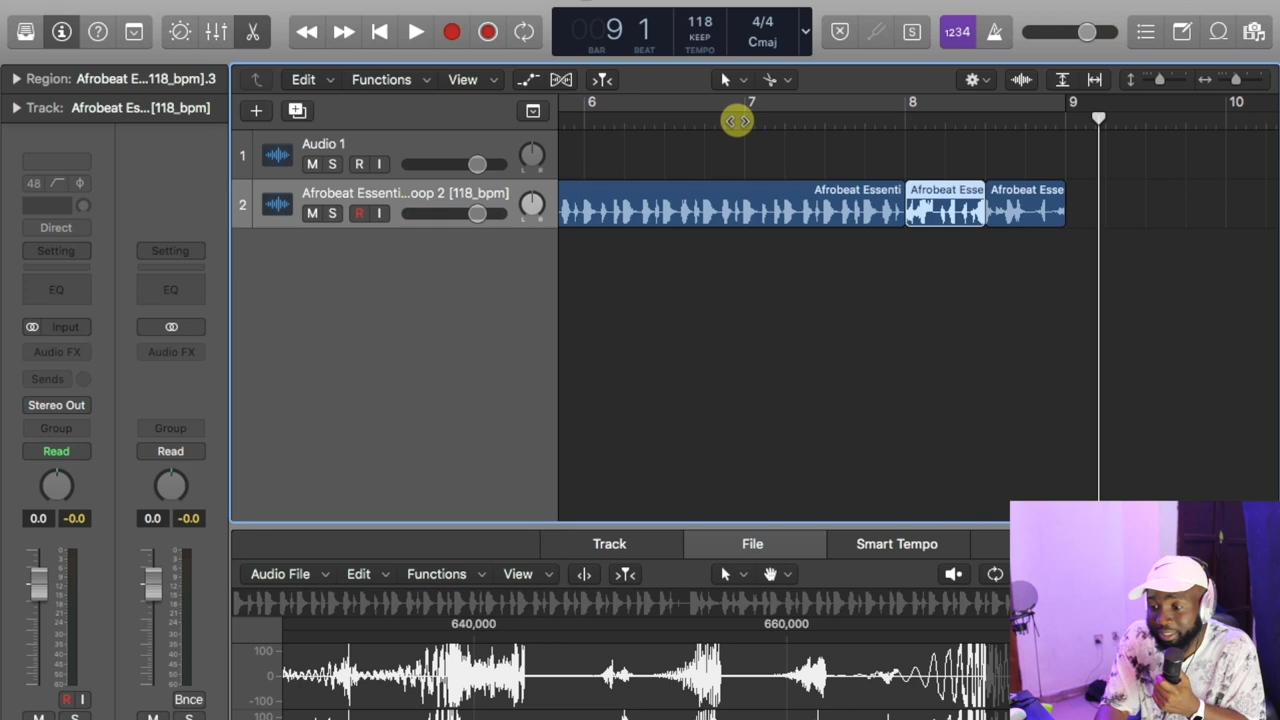 9 1
BAR BEAT
118
KEEP
TEMPO
4/4
Cmaj
S
1234
Region: Afrobeat E...118_bpm].3
Track: Afrobeat Es...[118_bpm]
Edit Functions View
6 7 8 9 10
1 Audio 1
M S R I
L R
2 Afrobeat Essenti...oop 2 [118_bpm]
M S R I
L R
Afrobeat Essenti
Afrobeat Esse
Afrobeat Esse
48
Direct
Setting Setting
EQ EQ
Input
Audio FX Audio FX
Sends
Stereo Out
Group Group
Read Read
0.0 -0.0 0.0 -0.0
R I Bnce
M S M S
Track File Smart Tempo
Audio File Edit Functions View
640,000 660,000
100
0
-100
100